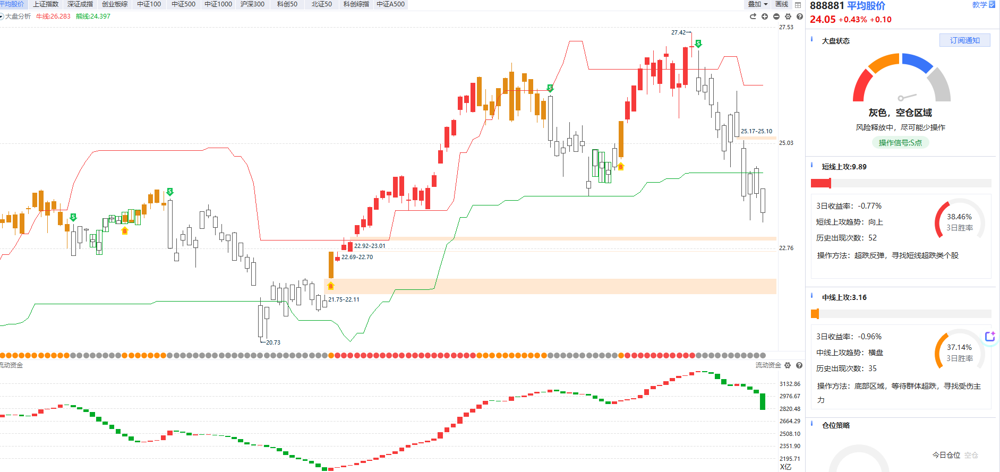 平均股价 上证指数 深证成指 创业板综 中证100 中证500 中证1000 沪深300 科创50 北证50 科创综指 中证A500 叠加 画线
大盘分析 牛线:26.283 熊线:24.397
27.53
27.42
S
S
25.17-25.10
25.03
B
S
S
B
22.92-23.01
22.76
22.69-22.70
B
21.75-22.11
20.73
流动资金
流动资金
3132.86
2976.67
2820.48
2664.29
2508.10
2351.90
2195.71
X亿
888881 平均股价 教学
24.05 +0.43% +0.10
大盘状态 订阅通知
灰色，空仓区域
风险释放中，尽可能少操作
操作信号:S点
短线上攻:9.89
3日收益率：-0.77%
短线上攻趋势：向上
历史出现次数：52
38.46%
3日胜率
操作方法：超跌反弹，寻找短线超跌类个股
中线上攻:3.16
3日收益率：-0.96%
中线上攻趋势：横盘
历史出现次数：35
37.14%
3日胜率
操作方法：底部区域，等待群体超跌，寻找受伤主
力
仓位策略
今日仓位 空仓